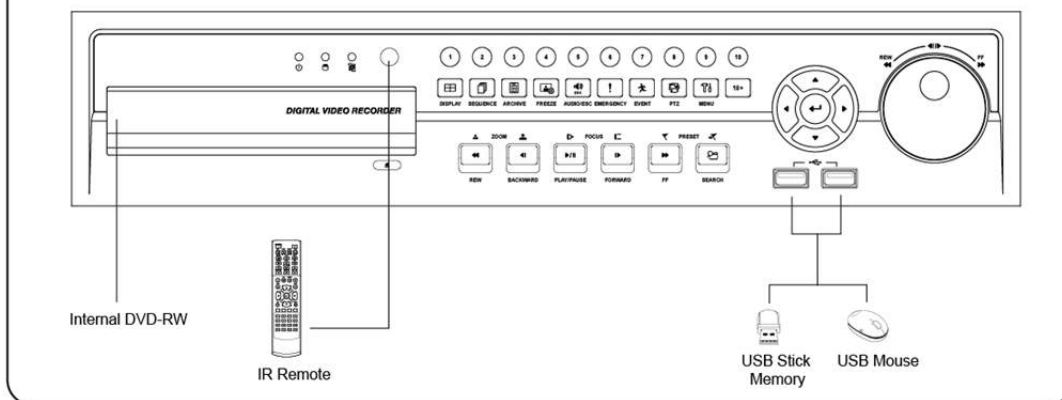 1 2 3 4 5 6 7 8 9 10
REW FF
DISPLAY SEQUENCE ARCHIVE FREEZE AUDIO/ESC EMERGENCY EVENT PTZ MENU 10+
DIGITAL VIDEO RECORDER
ZOOM FOCUS PRESET
REW BACKWARD PLAY/PAUSE FORWARD FF SEARCH
Internal DVD-RW
IR Remote
USB Stick
Memory
USB Mouse